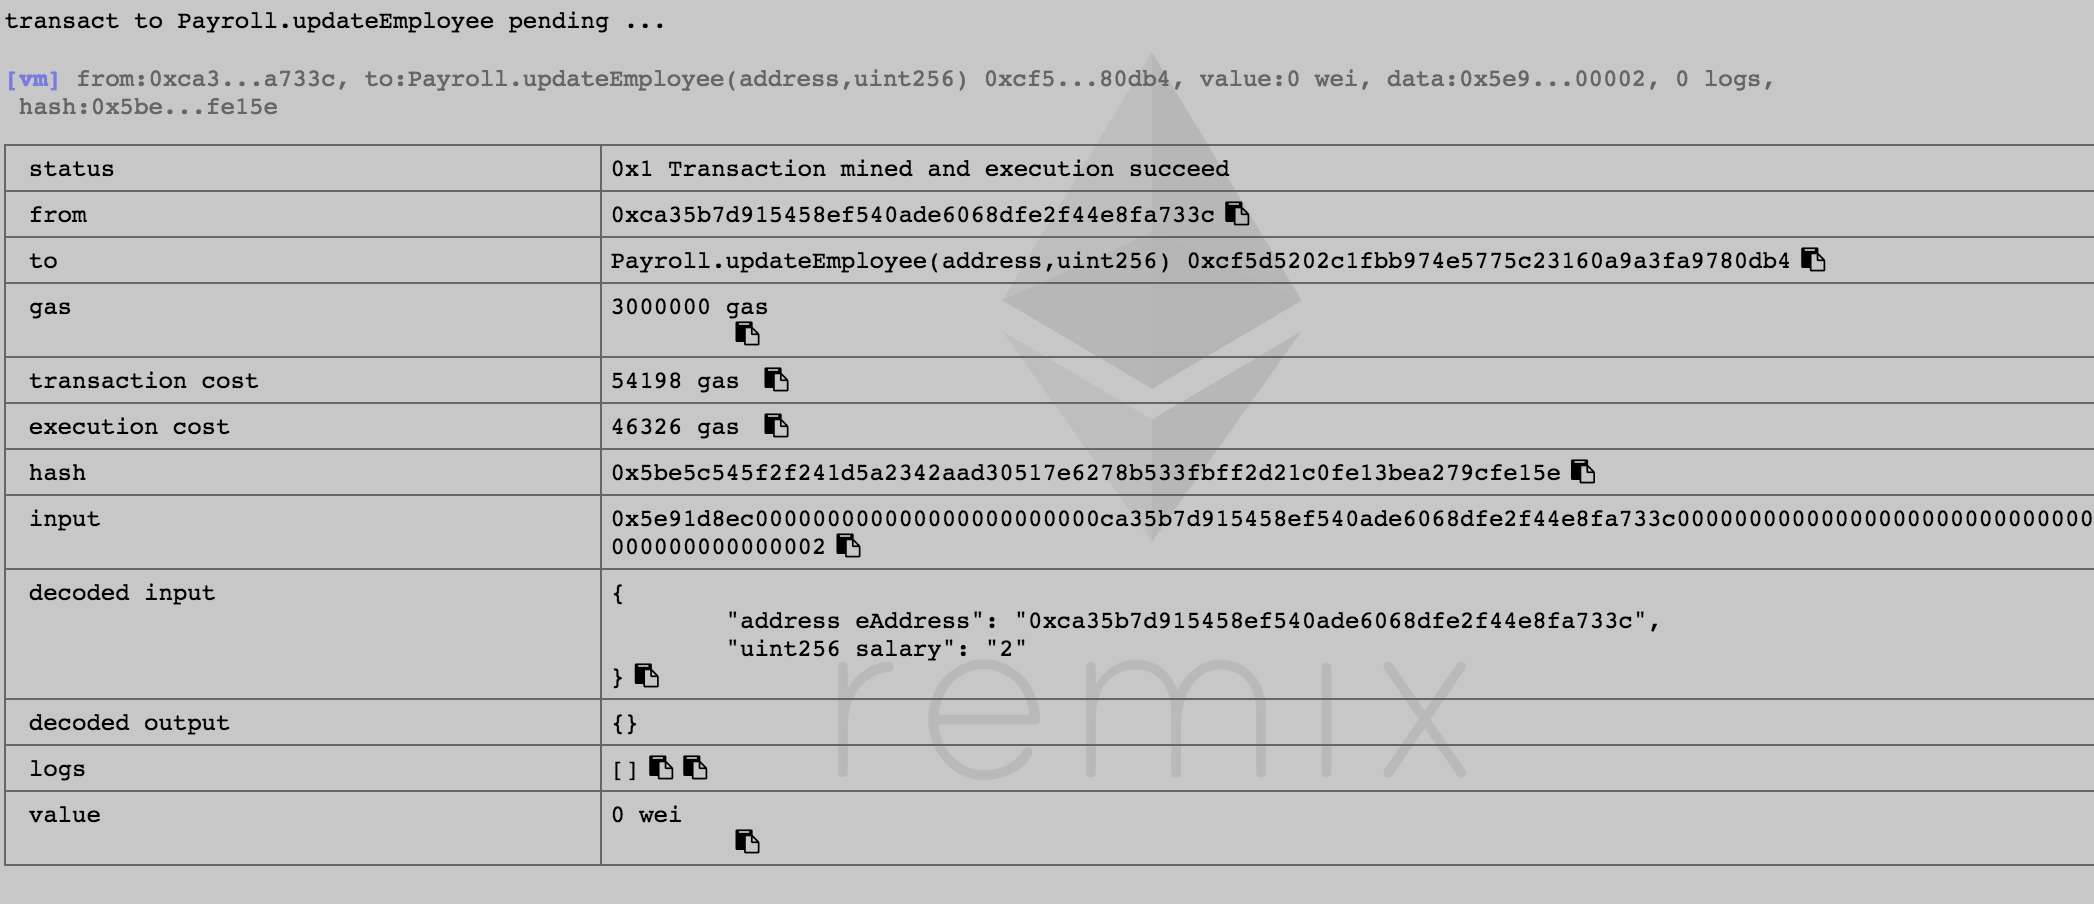 transact to Payroll.updateEmployee pending ...
[vm] from:0xca3...a733c, to:Payroll.updateEmployee(address,uint256) 0xcf5...80db4, value:0 wei, data:0x5e9...00002, 0 logs,
hash:0x5be...fe15e
status 0x1 Transaction mined and execution succeed
from 0xca35b7d915458ef540ade6068dfe2f44e8fa733c
to Payroll.updateEmployee(address,uint256) 0xcf5d5202c1fbb974e5775c23160a9a3fa9780db4
gas 3000000 gas
transaction cost 54198 gas
execution cost 46326 gas
hash 0x5be5c545f2f241d5a2342aad30517e6278b533fbff2d21c0fe13bea279cfe15e
input 0x5e91d8ec000000000000000000000000ca35b7d915458ef540ade6068dfe2f44e8fa733c00000000000000000000000000000
000000000000002
decoded input {
"address eAddress": "0xca35b7d915458ef540ade6068dfe2f44e8fa733c",
"uint256 salary": "2"
}
decoded output {}
logs []
value 0 wei
remix